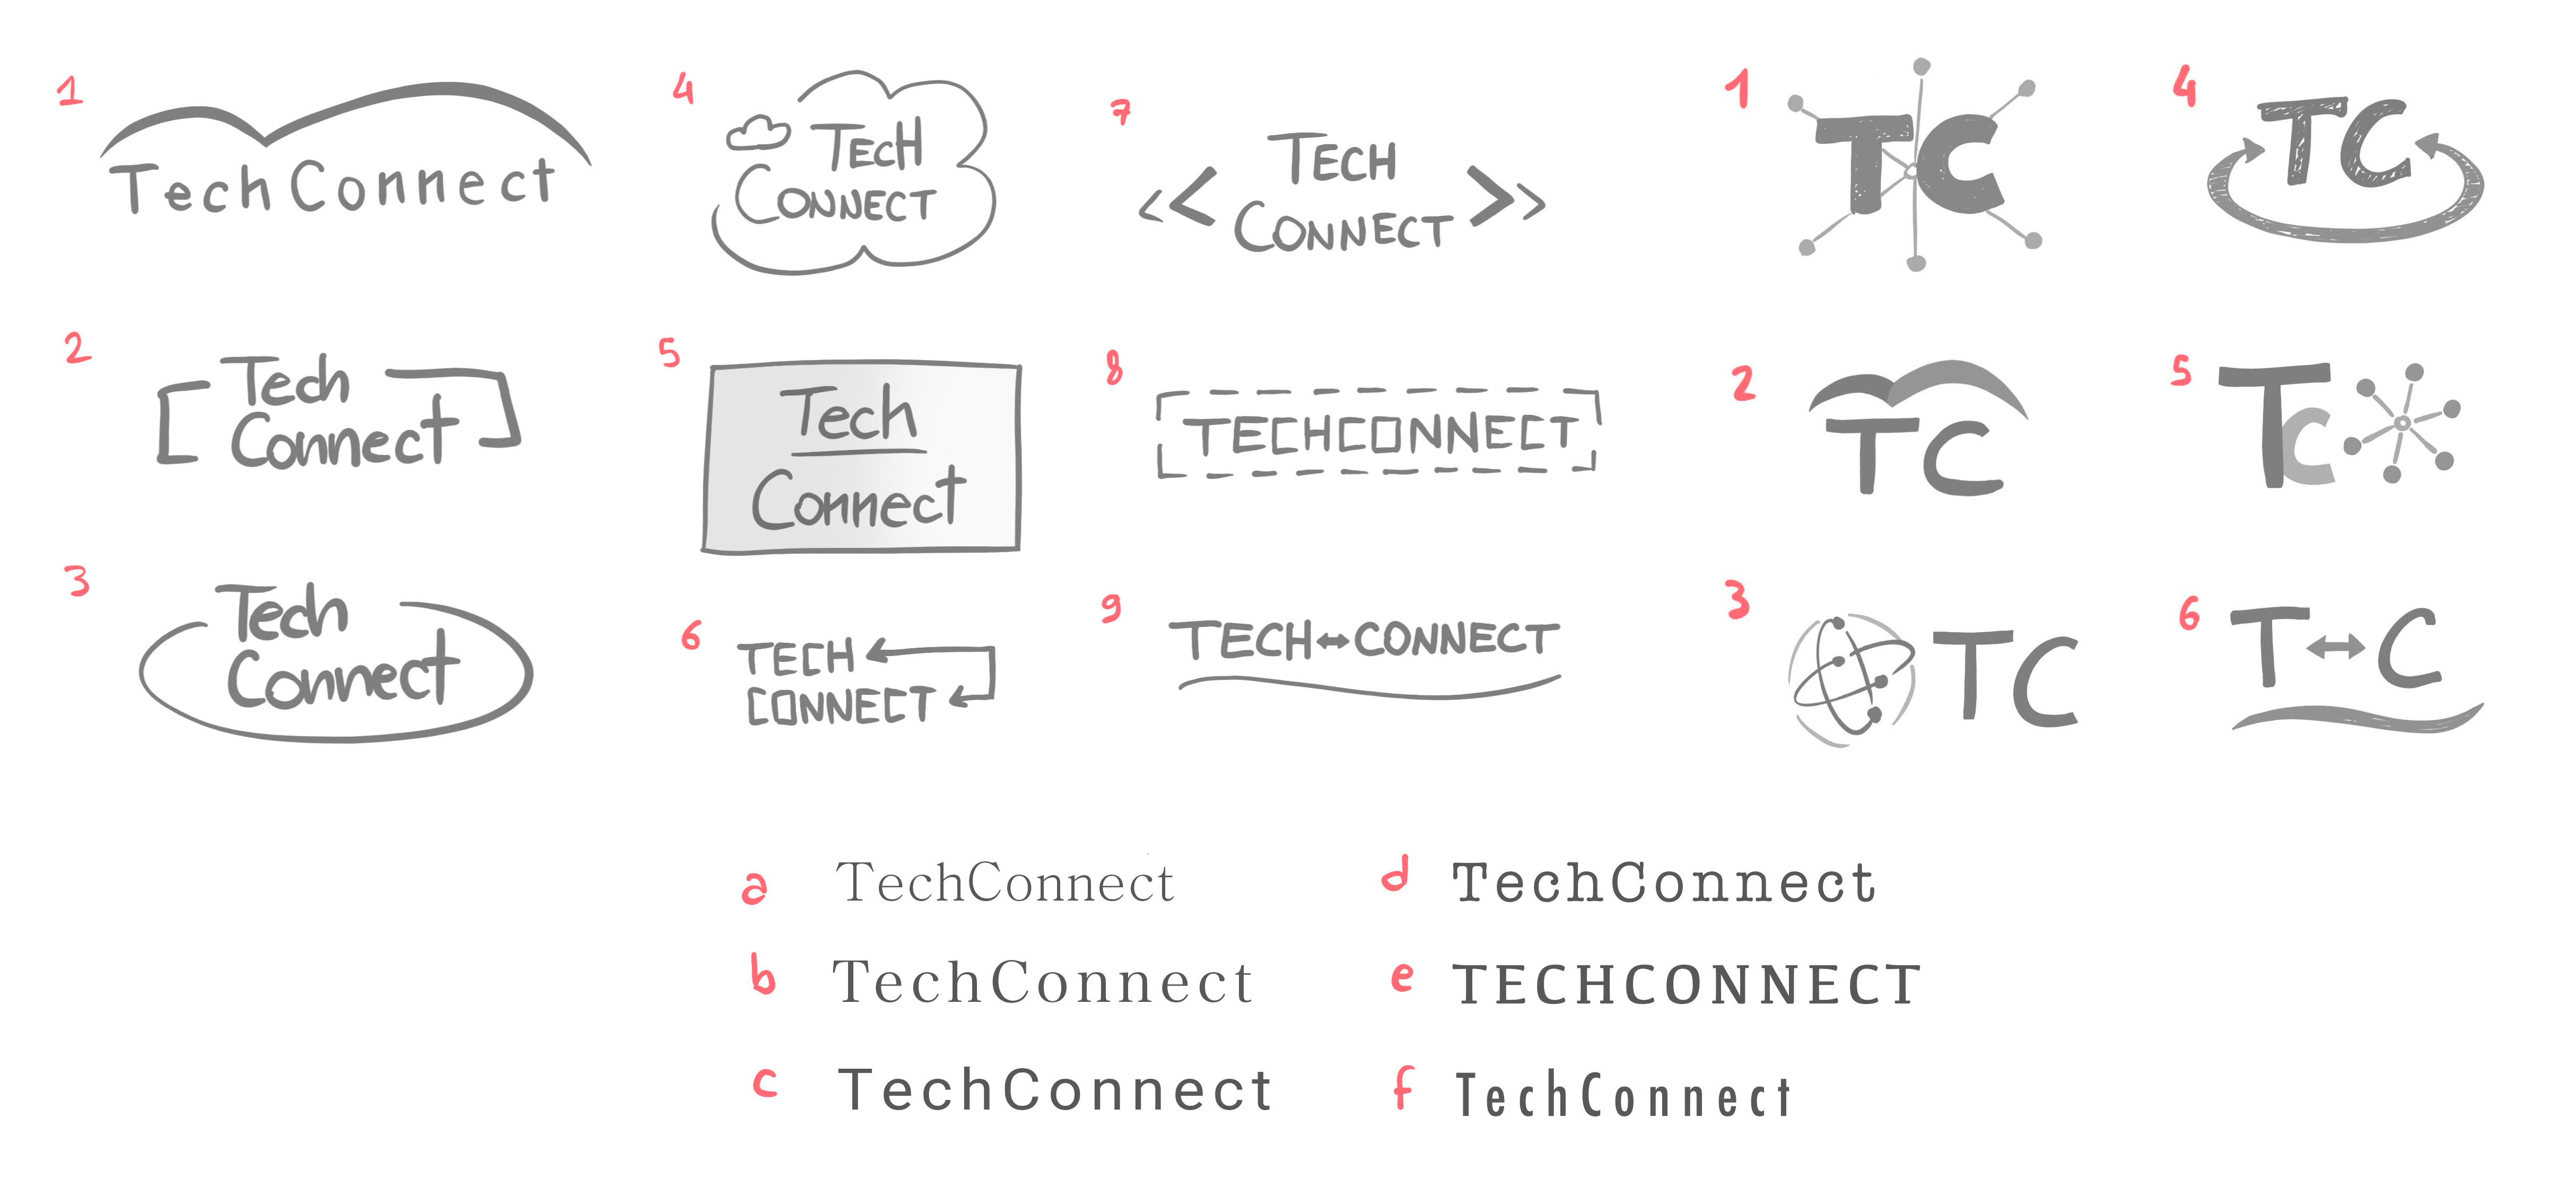 1
TechConnect
2
Tech
Connect
3
Tech
Connect
4
TECH
CONNECT
5
Tech
Connect
6
TECH
CONNECT
7
TECH
CONNECT
8
TECHCONNECT
9
TECH↔CONNECT
1
TC
2
TC
3
TC
4
TC
5
Tc
6
T↔C
a TechConnect
b TechConnect
c TechConnect
d TechConnect
e TECHCONNECT
f TechConnect